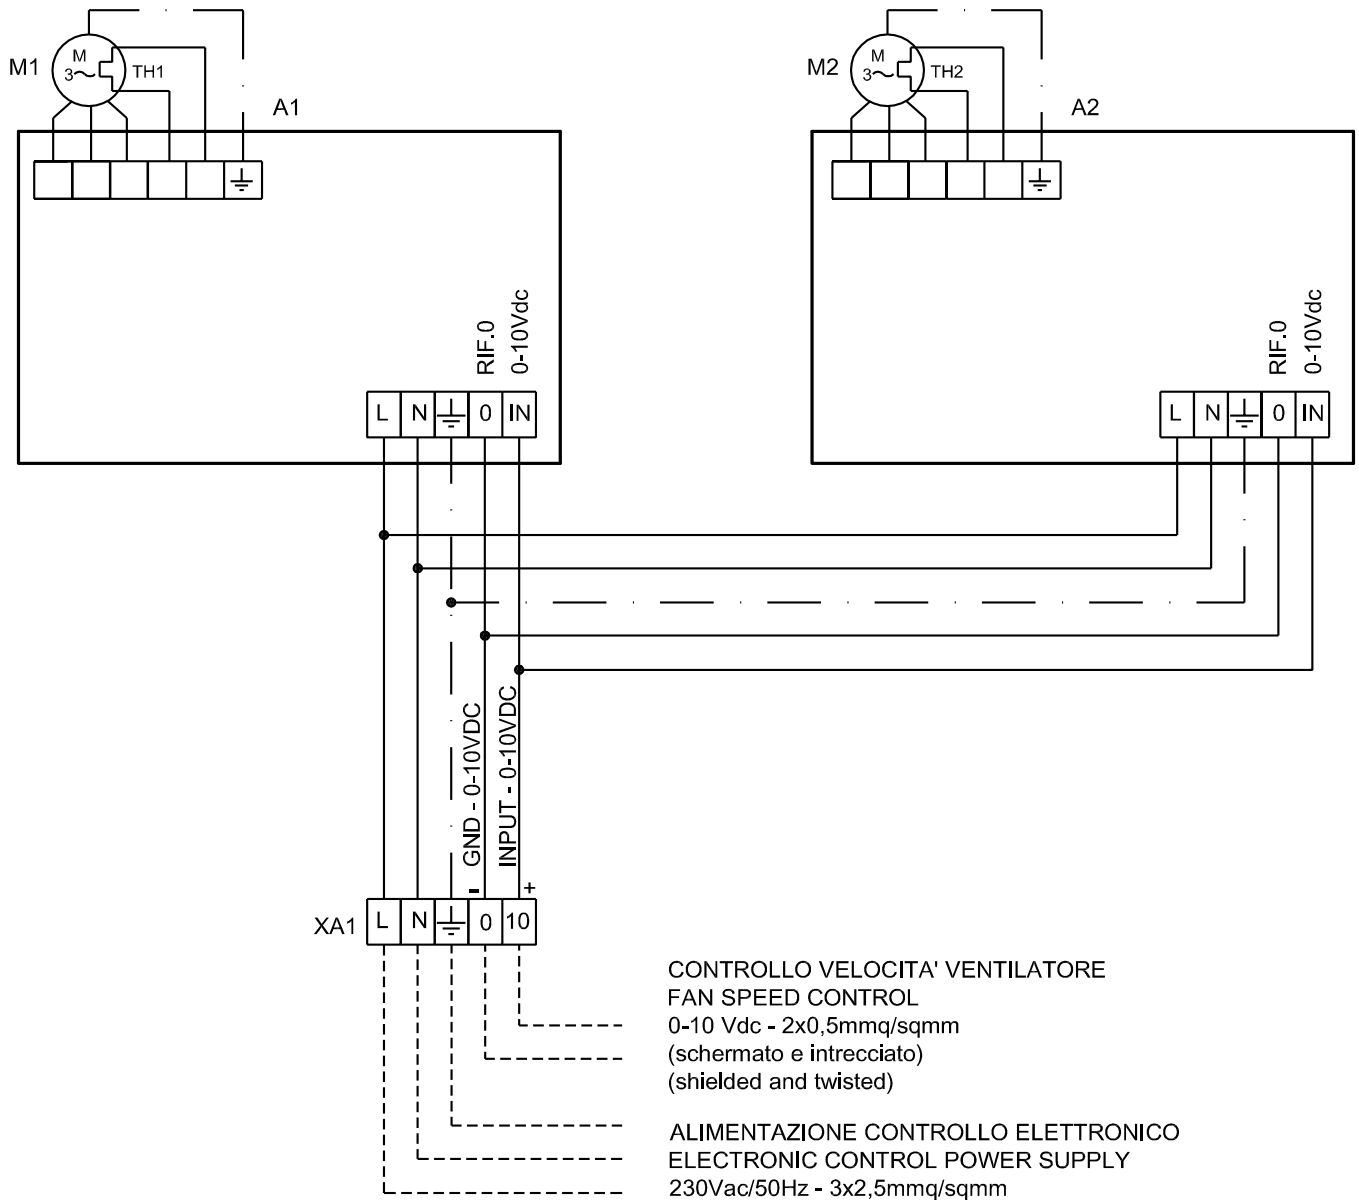 M1
M
3~
TH1
A1
M2
M
3~
TH2
A2
RIF.0
0-10Vdc
L N 0 IN
RIF.0
0-10Vdc
L N 0 IN
GND - 0-10VDC
INPUT - 0-10VDC
- +
XA1 L N 0 10
CONTROLLO VELOCITA' VENTILATORE
FAN SPEED CONTROL
0-10 Vdc - 2x0,5mmq/sqmm
(schermato e intrecciato)
(shielded and twisted)
ALIMENTAZIONE CONTROLLO ELETTRONICO
ELECTRONIC CONTROL POWER SUPPLY
230Vac/50Hz - 3x2,5mmq/sqmm